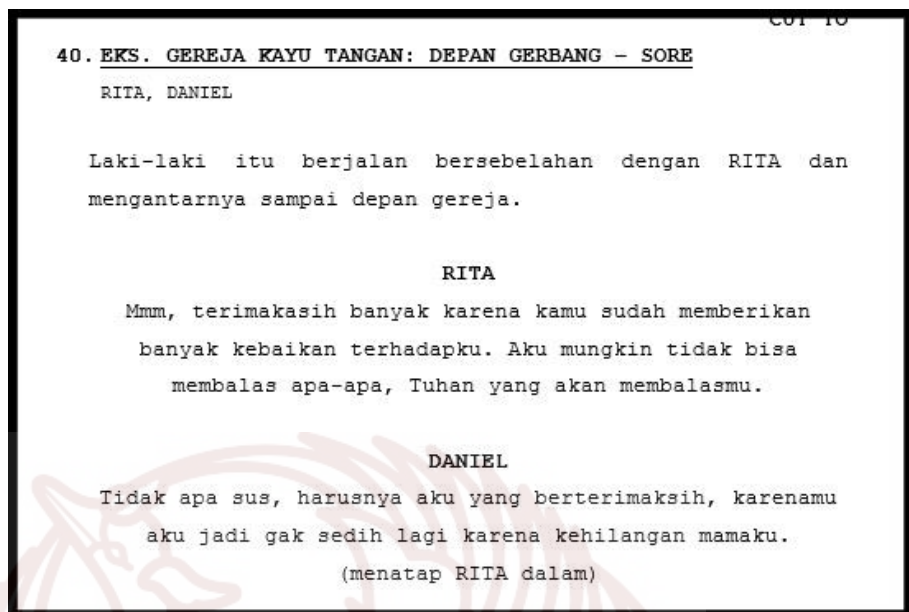 CUT TO
40. EKS. GEREJA KAYU TANGAN: DEPAN GERBANG – SORE
RITA, DANIEL
Laki-laki itu berjalan bersebelahan dengan RITA dan
mengantarnya sampai depan gereja.
RITA
Mmm, terimakasih banyak karena kamu sudah memberikan
banyak kebaikan terhadapku. Aku mungkin tidak bisa
membalas apa-apa, Tuhan yang akan membalasmu.
DANIEL
Tidak apa sus, harusnya aku yang berterimaksih, karenamu
aku jadi gak sedih lagi karena kehilangan mamaku.
(menatap RITA dalam)